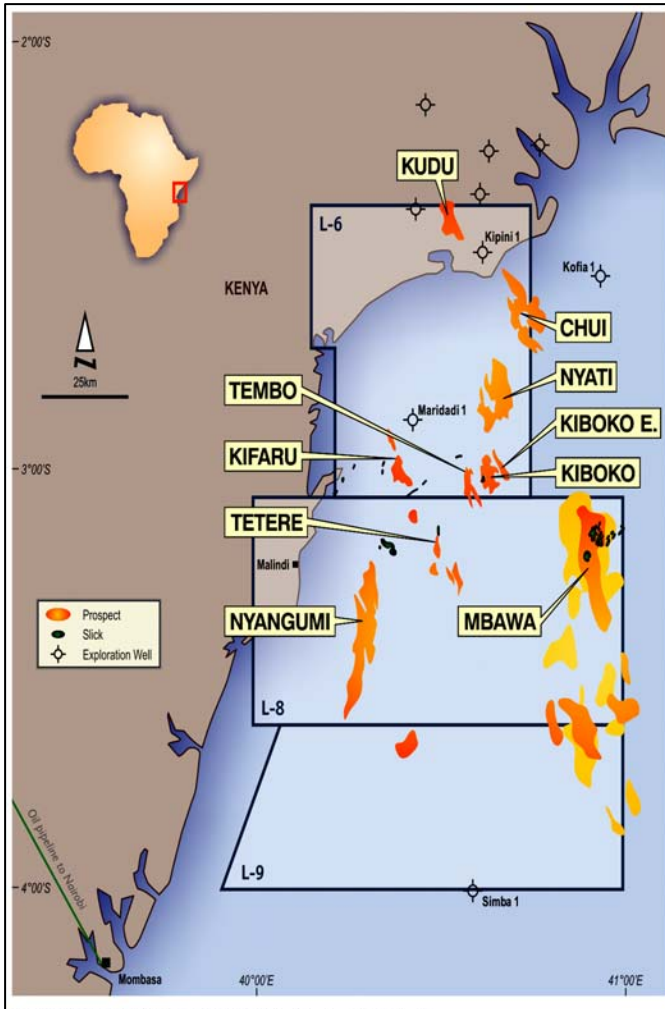 2°00'S
KUDU
L-6
Kipini 1
Kofia 1
KENYA
CHUI
Z
25km
NYATI
TEMBO
Maridadi 1
KIBOKO E.
KIFARU
3°00'S
KIBOKO
TETERE
Malindi
NYANGUMI
MBAWA
Prospect
Slick
Exploration Well
L-8
Oil pipeline to Nairobi
L-9
4°00'S
Simba 1
Mombasa
40°00'E
41°00'E